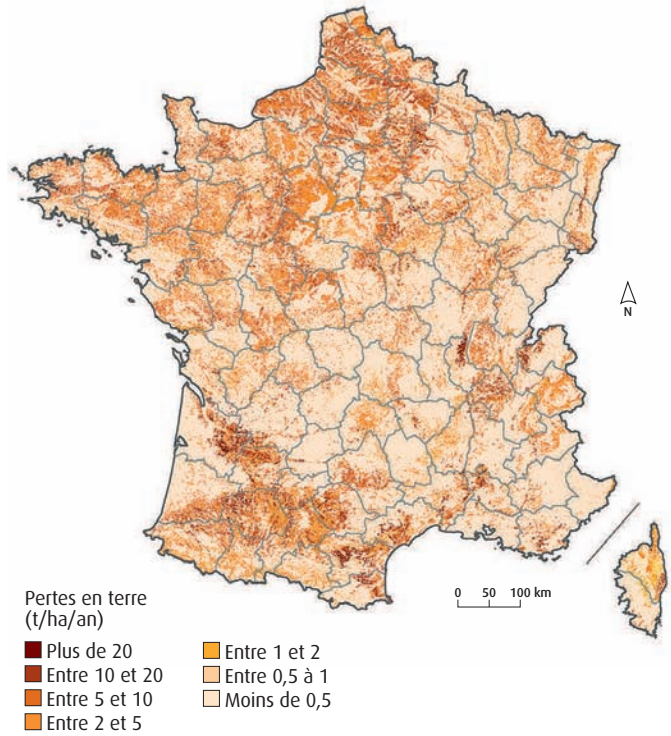 N
0 50 100 km
Pertes en terre
(t/ha/an)
Plus de 20
Entre 10 et 20
Entre 5 et 10
Entre 2 et 5
Entre 1 et 2
Entre 0,5 à 1
Moins de 0,5